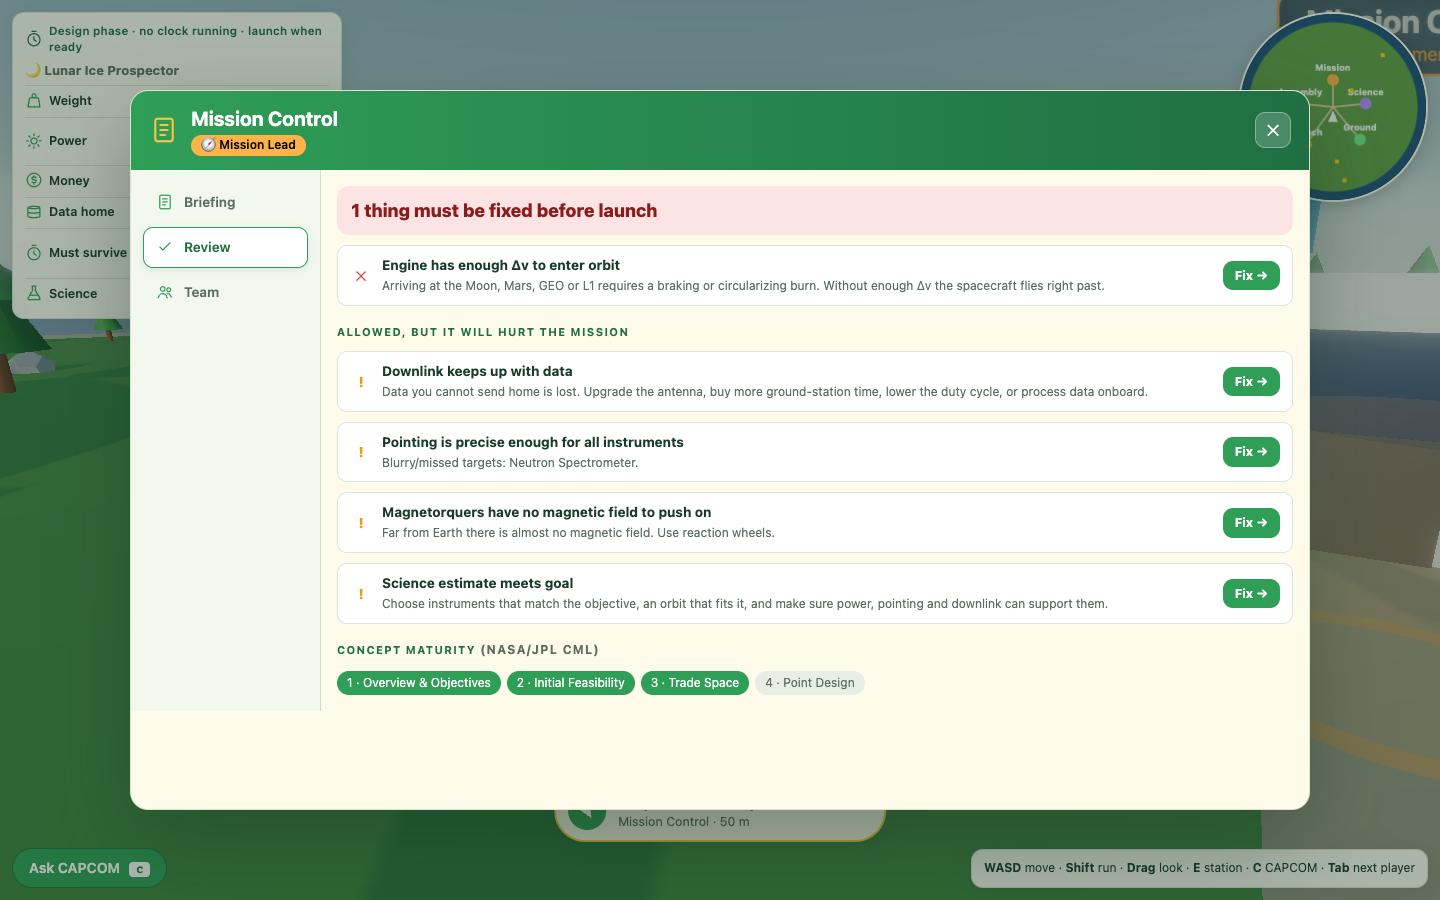 Design phase · no clock running · launch when
ready
Lunar Ice Prospector
Weight
Power
Money
Data home
Must survive
Science
Mission Control
Mission Lead
Briefing
Review
Team
1 thing must be fixed before launch
Engine has enough Δv to enter orbit
Arriving at the Moon, Mars, GEO or L1 requires a braking or circularizing burn. Without enough Δv the spacecraft flies right past.
Fix →
ALLOWED, BUT IT WILL HURT THE MISSION
Downlink keeps up with data
Data you cannot send home is lost. Upgrade the antenna, buy more ground-station time, lower the duty cycle, or process data onboard.
Fix →
Pointing is precise enough for all instruments
Blurry/missed targets: Neutron Spectrometer.
Fix →
Magnetorquers have no magnetic field to push on
Far from Earth there is almost no magnetic field. Use reaction wheels.
Fix →
Science estimate meets goal
Choose instruments that match the objective, an orbit that fits it, and make sure power, pointing and downlink can support them.
Fix →
CONCEPT MATURITY (NASA/JPL CML)
1 · Overview & Objectives
2 · Initial Feasibility
3 · Trade Space
4 · Point Design
Mission
Science
Ground
Mission Control · 50 m
Ask CAPCOM C
WASD move · Shift run · Drag look · E station · C CAPCOM · Tab next player